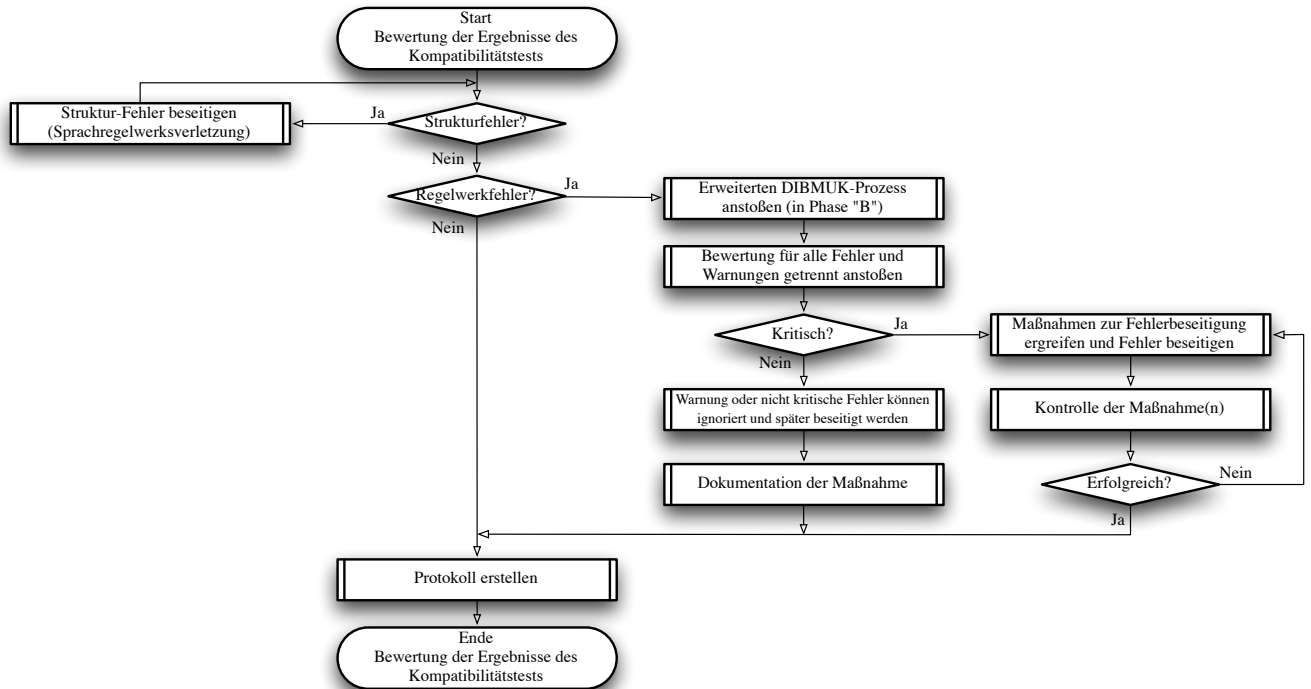 Start
Bewertung der Ergebnisse des
Kompatibilitätstests
Struktur-Fehler beseitigen
(Sprachregelwerksverletzung)
Ja
Strukturfehler?
Nein
Regelwerkfehler?
Ja
Nein
Erweiterten DIBMUK-Prozess
anstoßen (in Phase "B")
Bewertung für alle Fehler und
Warnungen getrennt anstoßen
Kritisch?
Ja
Nein
Maßnahmen zur Fehlerbeseitigung
ergreifen und Fehler beseitigen
Warnung oder nicht kritische Fehler können
ignoriert und später beseitigt werden
Kontrolle der Maßnahme(n)
Dokumentation der Maßnahme
Erfolgreich?
Nein
Ja
Protokoll erstellen
Ende
Bewertung der Ergebnisse des
Kompatibilitätstests